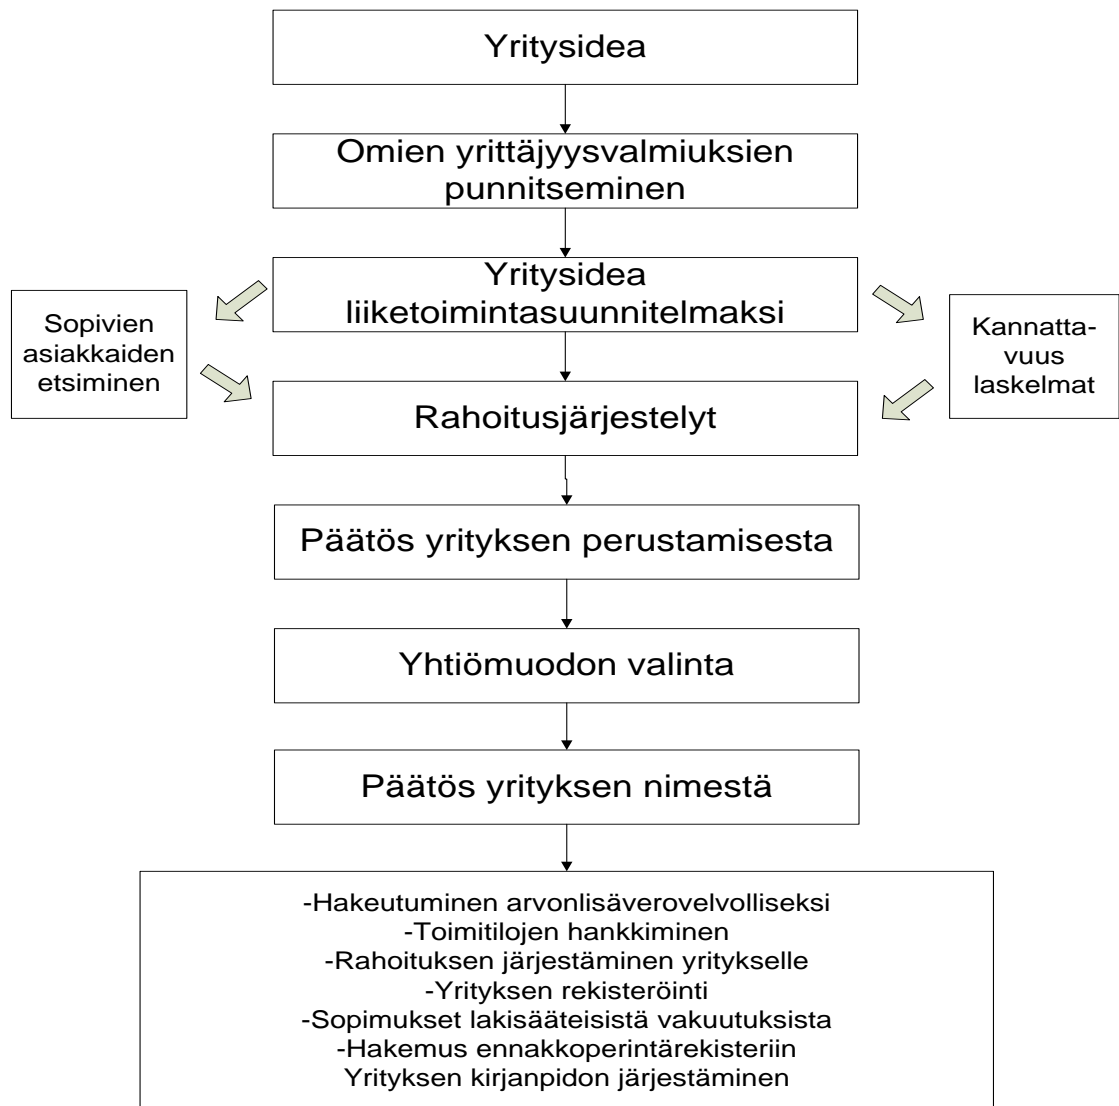 Yritysidea
Omien yrittäjyysvalmiuksien
punnitseminen
Yritysidea
liiketoimintasuunnitelmaksi
Sopivien
asiakkaiden
etsiminen
Kannatta-
vuus
laskelmat
Rahoitusjärjestelyt
Päätös yrityksen perustamisesta
Yhtiömuodon valinta
Päätös yrityksen nimestä
-Hakeutuminen arvonlisäverovelvolliseksi
-Toimitilojen hankkiminen
-Rahoituksen järjestäminen yritykselle
-Yrityksen rekisteröinti
-Sopimukset lakisääteisistä vakuutuksista
-Hakemus ennakkoperintärekisteriin
Yrityksen kirjanpidon järjestäminen